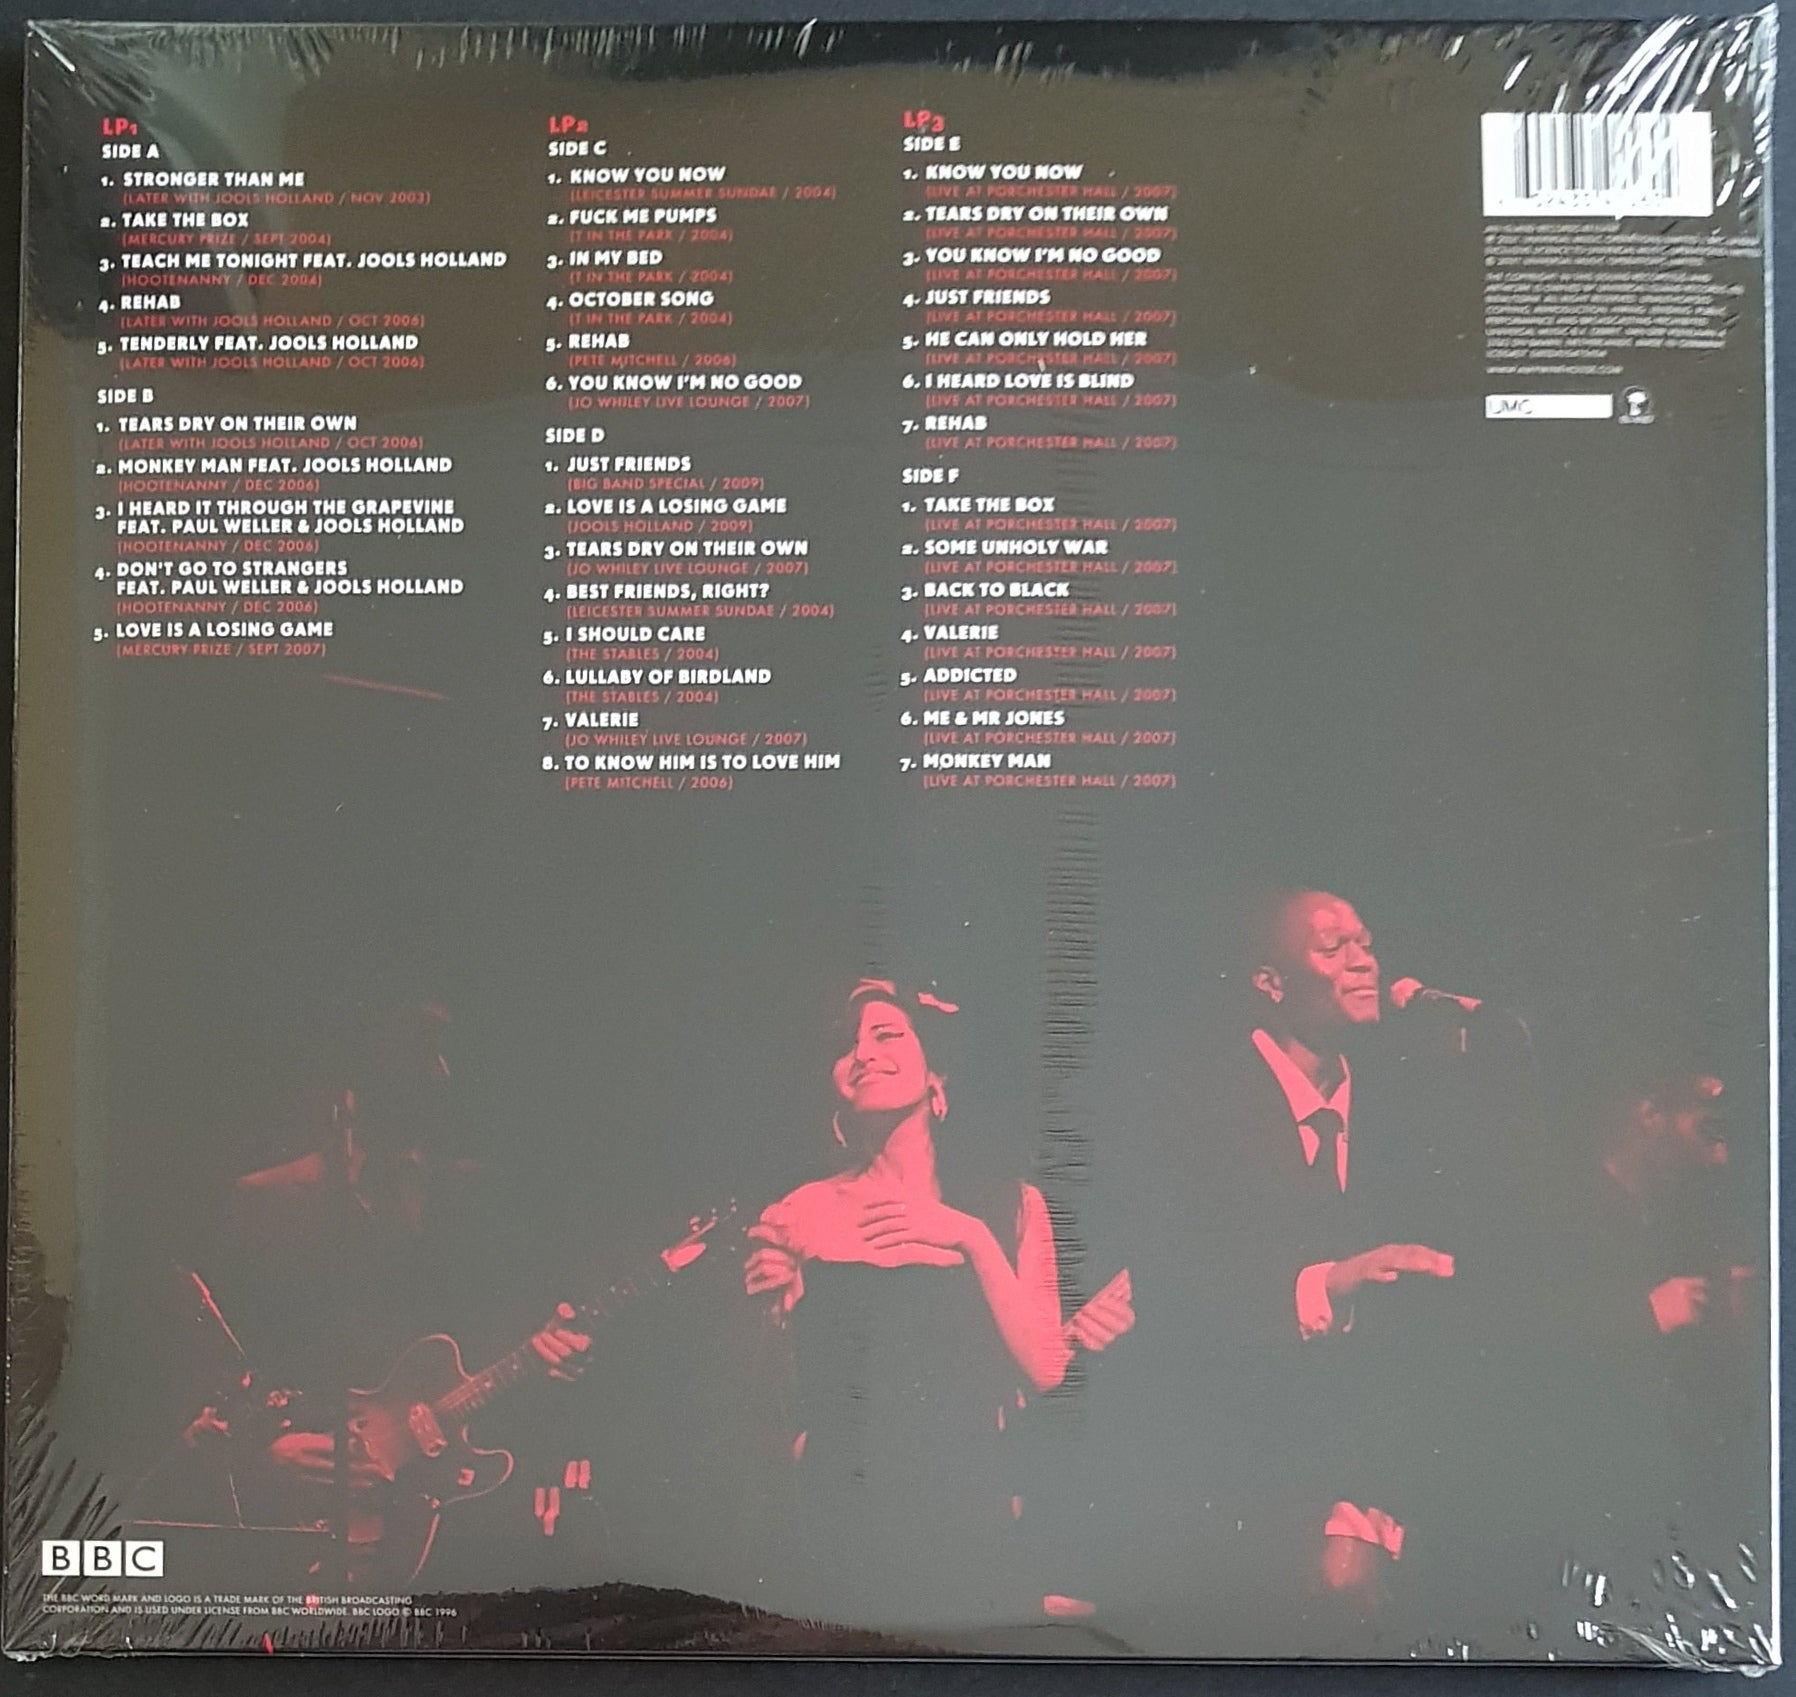 LP1
SIDE A
1. STRONGER THAN ME
(LATER WITH JOOLS HOLLAND / NOV 2003)
2. TAKE THE BOX
(MERCURY PRIZE / SEPT 2004)
3. TEACH ME TONIGHT FEAT. JOOLS HOLLAND
(HOOTENANNY / DEC 2004)
4. REHAB
(LATER WITH JOOLS HOLLAND / OCT 2006)
5. TENDERLY FEAT. JOOLS HOLLAND
(LATER WITH JOOLS HOLLAND / OCT 2006)
SIDE B
1. TEARS DRY ON THEIR OWN
(LATER WITH JOOLS HOLLAND / OCT 2006)
2. MONKEY MAN FEAT. JOOLS HOLLAND
(HOOTENANNY / DEC 2006)
3. I HEARD IT THROUGH THE GRAPEVINE
FEAT. PAUL WELLER & JOOLS HOLLAND
(HOOTENANNY / DEC 2006)
4. DON'T GO TO STRANGERS
FEAT. PAUL WELLER & JOOLS HOLLAND
(HOOTENANNY / DEC 2006)
5. LOVE IS A LOSING GAME
(MERCURY PRIZE / SEPT 2007)
LP2
SIDE C
1. KNOW YOU NOW
(LEICESTER SUMMER SUNDAE / 2004)
2. FUCK ME PUMPS
(T IN THE PARK / 2004)
3. IN MY BED
(T IN THE PARK / 2004)
4. OCTOBER SONG
(T IN THE PARK / 2004)
5. REHAB
(PETE MITCHELL / 2006)
6. YOU KNOW I'M NO GOOD
(JO WHILEY LIVE LOUNGE / 2007)
SIDE D
1. JUST FRIENDS
(BIG BAND SPECIAL / 2009)
2. LOVE IS A LOSING GAME
(JOOLS HOLLAND / 2009)
3. TEARS DRY ON THEIR OWN
(JO WHILEY LIVE LOUNGE / 2007)
4. BEST FRIENDS, RIGHT?
(LEICESTER SUMMER SUNDAE / 2004)
5. I SHOULD CARE
(THE STABLES / 2004)
6. LULLABY OF BIRDLAND
(THE STABLES / 2004)
7. VALERIE
(JO WHILEY LIVE LOUNGE / 2007)
8. TO KNOW HIM IS TO LOVE HIM
(PETE MITCHELL / 2006)
LP3
SIDE E
1. KNOW YOU NOW
(LIVE AT PORCHESTER HALL / 2007)
2. TEARS DRY ON THEIR OWN
(LIVE AT PORCHESTER HALL / 2007)
3. YOU KNOW I'M NO GOOD
(LIVE AT PORCHESTER HALL / 2007)
4. JUST FRIENDS
(LIVE AT PORCHESTER HALL / 2007)
5. HE CAN ONLY HOLD HER
(LIVE AT PORCHESTER HALL / 2007)
6. I HEARD LOVE IS BLIND
(LIVE AT PORCHESTER HALL / 2007)
7. REHAB
(LIVE AT PORCHESTER HALL / 2007)
SIDE F
1. TAKE THE BOX
(LIVE AT PORCHESTER HALL / 2007)
2. SOME UNHOLY WAR
(LIVE AT PORCHESTER HALL / 2007)
3. BACK TO BLACK
(LIVE AT PORCHESTER HALL / 2007)
4. VALERIE
(LIVE AT PORCHESTER HALL / 2007)
5. ADDICTED
(LIVE AT PORCHESTER HALL / 2007)
6. ME & MR JONES
(LIVE AT PORCHESTER HALL / 2007)
7. MONKEY MAN
(LIVE AT PORCHESTER HALL / 2007)
WWW.AMYWINEHOUSE.COM
UMC
BBC
THE BBC WORD MARK AND LOGO IS A TRADE MARK OF THE BRITISH BROADCASTING
CORPORATION AND IS USED UNDER LICENSE FROM BBC WORLDWIDE. BBC LOGO © BBC 1996